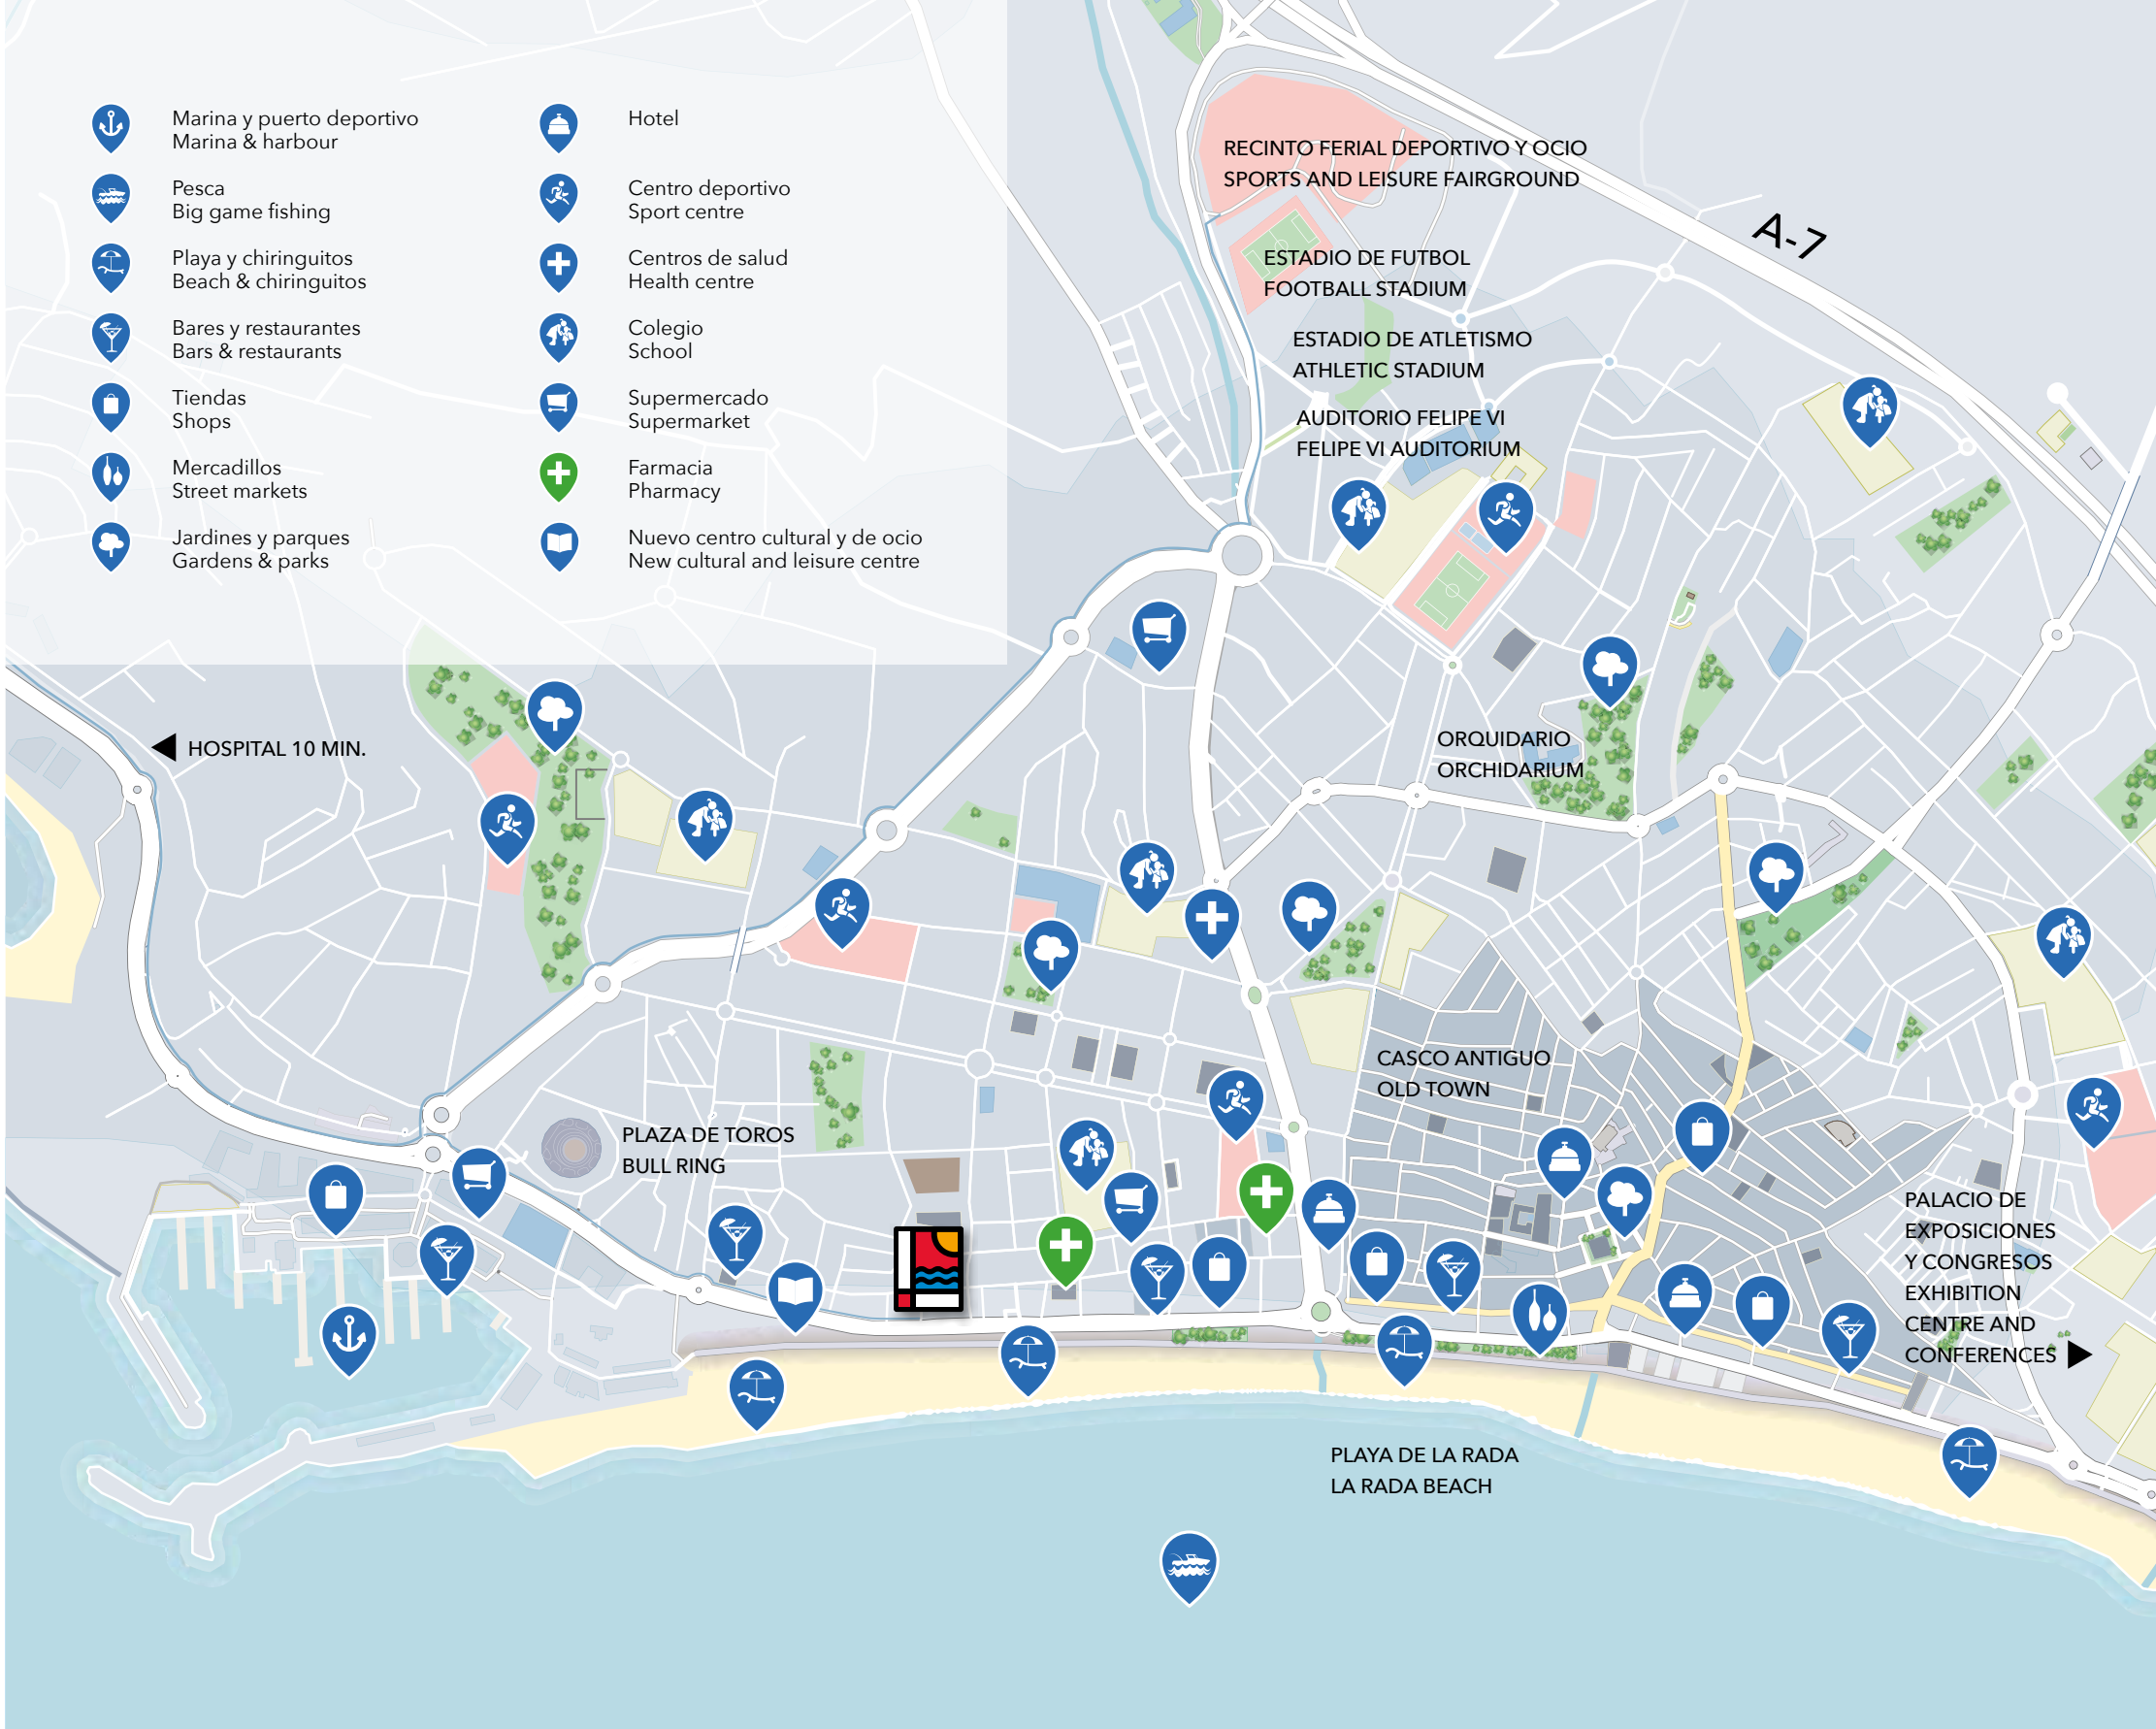 Marina y puerto deportivo
Marina & harbour
Pesca
Big game fishing
Playa y chiringuitos
Beach & chiringuitos
Bares y restaurantes
Bars & restaurants
Tiendas
Shops
Mercadillos
Street markets
Jardines y parques
Gardens & parks
Hotel
Centro deportivo
Sport centre
Centros de salud
Health centre
Colegio
School
Supermercado
Supermarket
Farmacia
Pharmacy
Nuevo centro cultural y de ocio
New cultural and leisure centre
RECINTO FERIAL DEPORTIVO Y OCIO
SPORTS AND LEISURE FAIRGROUND
A-7
ESTADIO DE FUTBOL
FOOTBALL STADIUM
ESTADIO DE ATLETISMO
ATHLETIC STADIUM
AUDITORIO FELIPE VI
FELIPE VI AUDITORIUM
HOSPITAL 10 MIN.
ORQUIDARIO
ORCHIDARIUM
CASCO ANTIGUO
OLD TOWN
PLAZA DE TOROS
BULL RING
PALACIO DE
EXPOSICIONES
Y CONGRESOS
EXHIBITION
CENTRE AND
CONFERENCES
PLAYA DE LA RADA
LA RADA BEACH